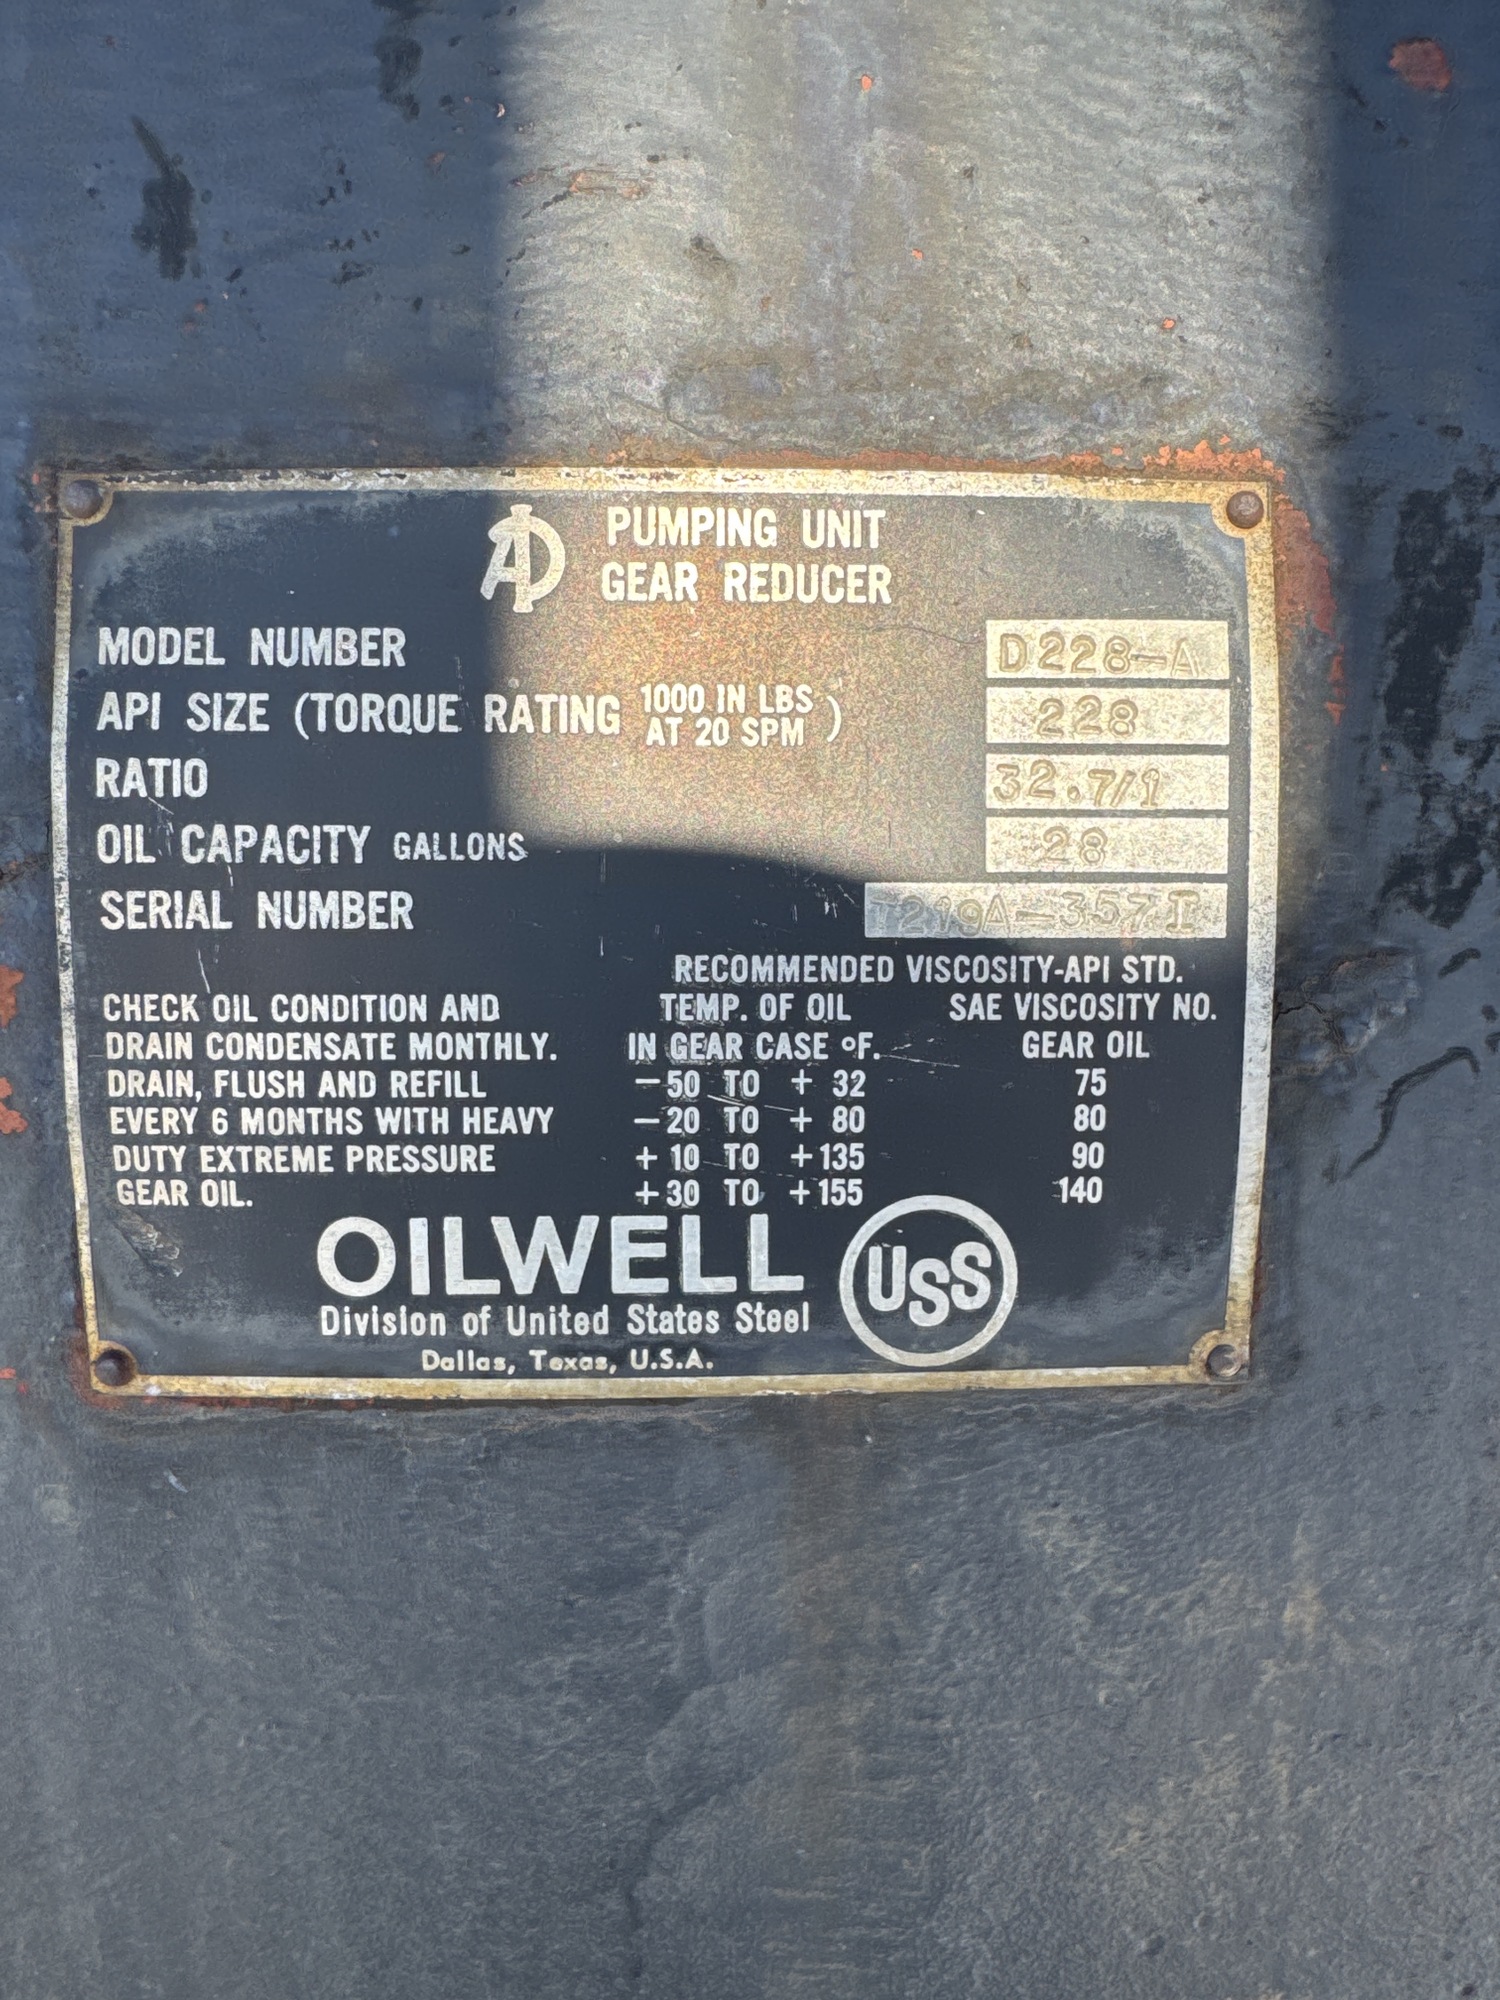 AD PUMPING UNIT
GEAR REDUCER
MODEL NUMBER D228-A
API SIZE (TORQUE RATING 1000 IN LBS AT 20 SPM) 228
RATIO 32.7/1
OIL CAPACITY GALLONS 28
SERIAL NUMBER T219A-357I
RECOMMENDED VISCOSITY-API STD.
CHECK OIL CONDITION AND TEMP. OF OIL SAE VISCOSITY NO.
DRAIN CONDENSATE MONTHLY. IN GEAR CASE °F. GEAR OIL
DRAIN, FLUSH AND REFILL −50 TO + 32 75
EVERY 6 MONTHS WITH HEAVY −20 TO + 80 80
DUTY EXTREME PRESSURE + 10 TO +135 90
GEAR OIL. +30 TO +155 140
OILWELL USS
Division of United States Steel
Dallas, Texas, U.S.A.